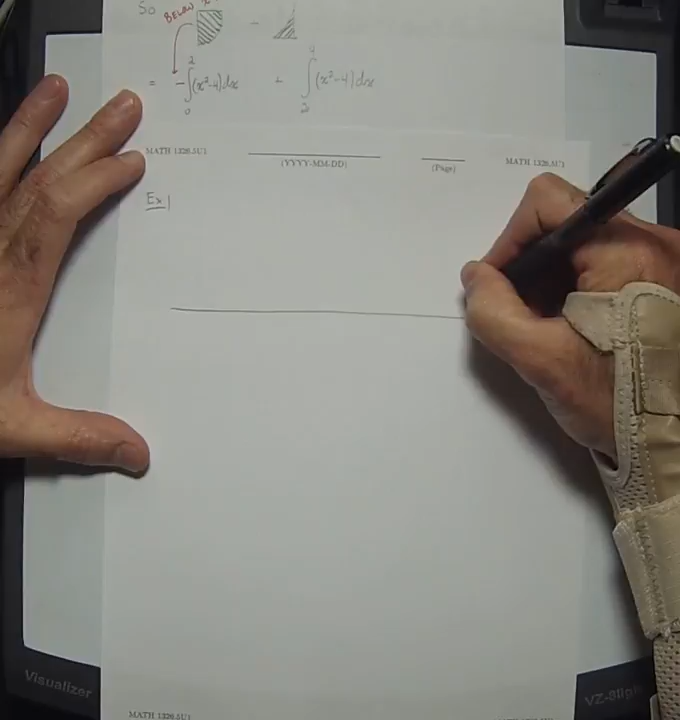 So
BELOW
= - ∫₀² (x²-4)dx + ∫₂⁴ (x²-4)dx
MATH 1326.5U1 (YYYY-MM-DD) (Page) MATH 1326.5U1
Ex
Visualizer
MATH 1326.5U1